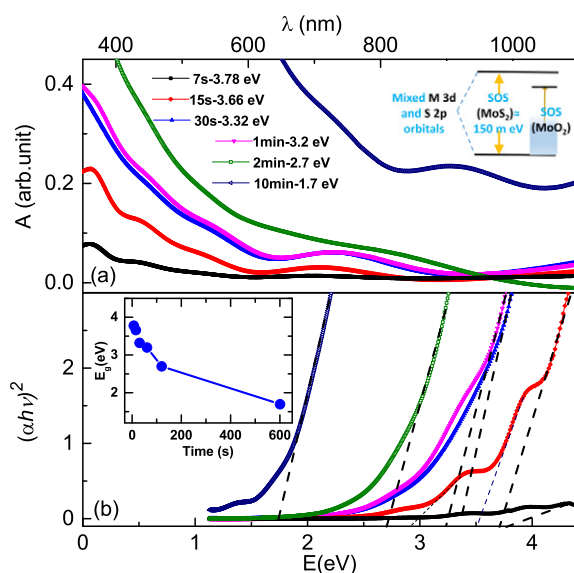 λ (nm)
400 600 800 1000
0.4
0.2
0.0
A (arb.unit)
7s-3.78 eV
15s-3.66 eV
30s-3.32 eV
1min-3.2 eV
2min-2.7 eV
10min-1.7 eV
Mixed M 3d
and S 2p
orbitals
SOS
(MoS₂)=
150 m eV
SOS
(MoO₂)
(a)
2
1
0
(αhν)²
4
3
2
1
E_g(eV)
0 200 400 600
Time (s)
(b)
0 1 2 3 4
E(eV)